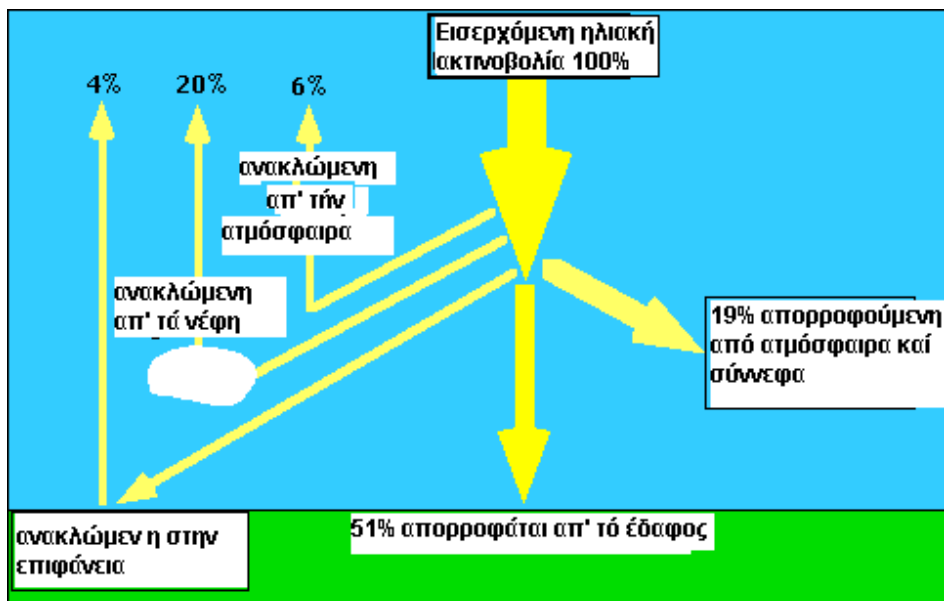 Εισερχόμενη ηλιακή
ακτινοβολία 100%
4% 20% 6%
ανακλώμενη
απ' τήν
ατμόσφαιρα
ανακλώμενη
απ' τά νέφη
19% απορροφούμενη
από ατμόσφαιρα καί
σύννεφα
51% απορροφάται απ' τό έδαφος
ανακλώμεν η στην
επιφάνεια